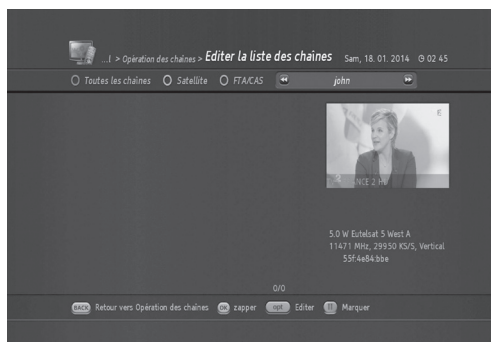 ...l > Opération des chaînes > Editer la liste des chaînes Sam, 18. 01. 2014 02 45
Toutes les chaînes Satellite FTA/CAS john
NCE 2 H
5.0 W Eutelsat 5 West A
11471 MHz, 29950 KS/S, Vertical
55f:4e84:bbe
0/0
BACK Retour vers Opération des chaînes OK zapper opt Editer Marquer